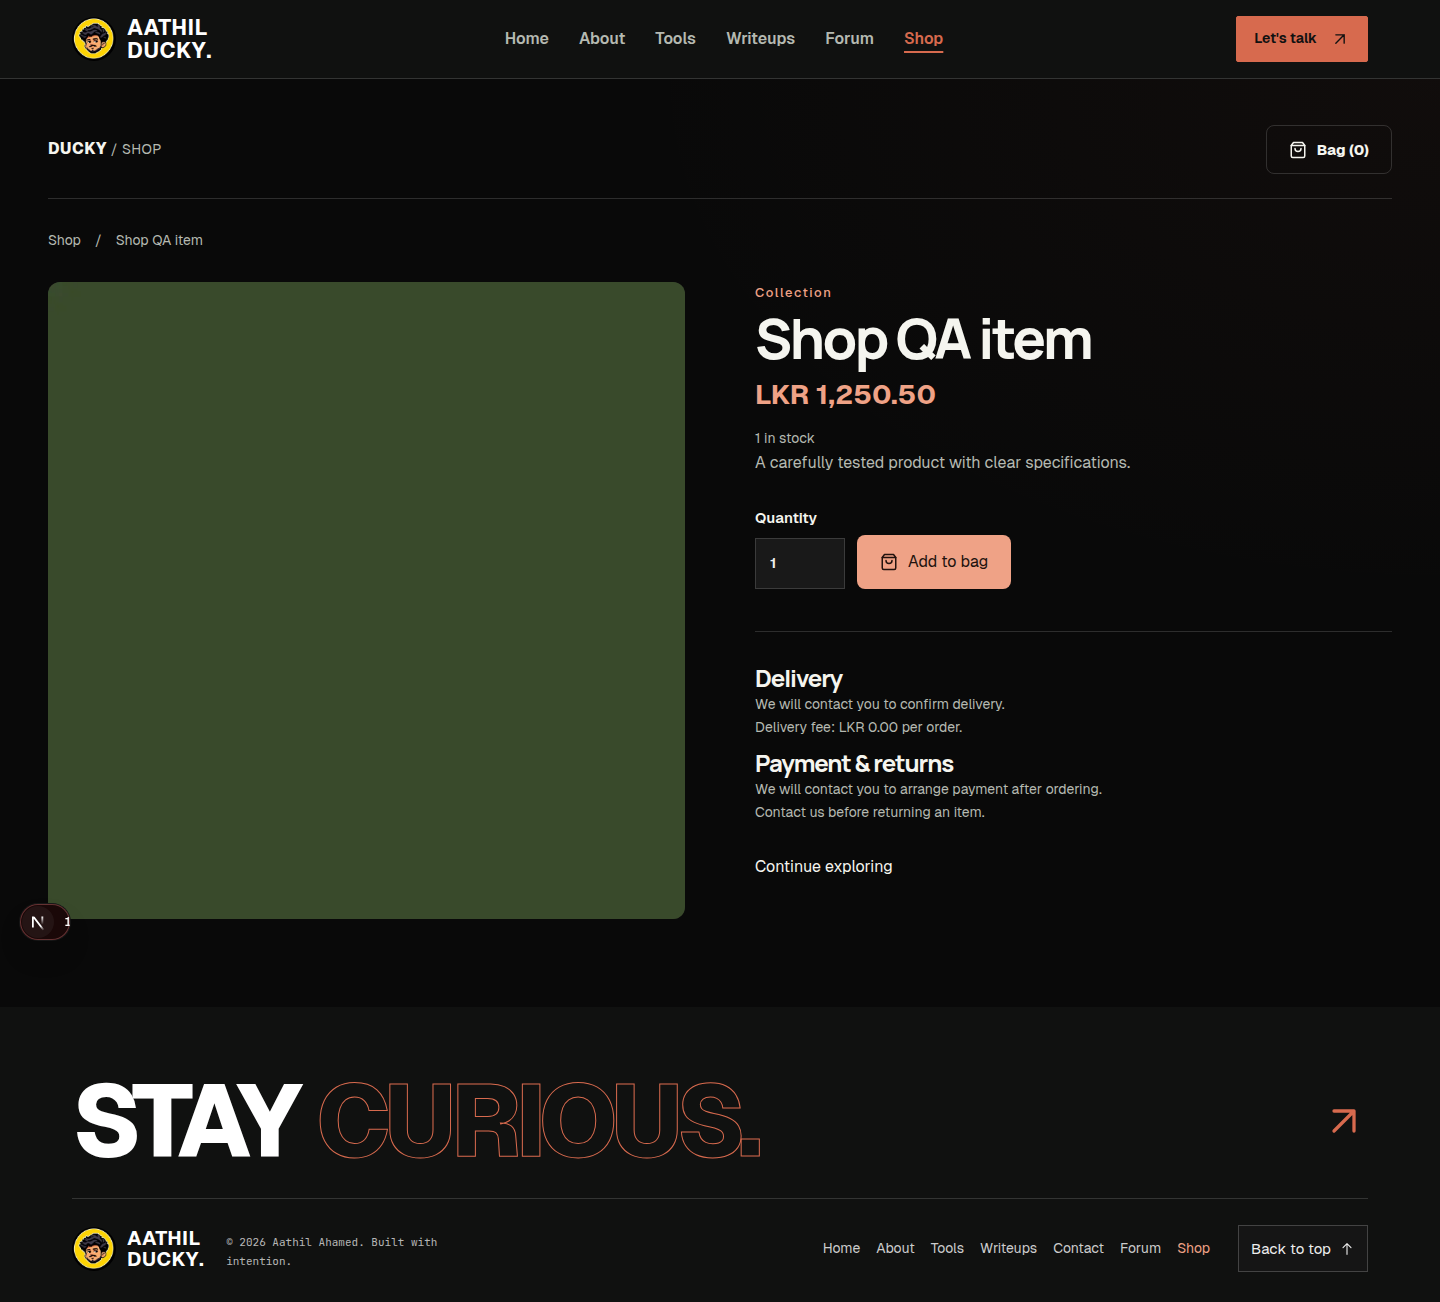 AATHIL
DUCKY.
Home About Tools Writeups Forum Shop
Let's talk
DUCKY / SHOP
Bag (0)
Shop / Shop QA item
Collection
Shop QA item
LKR 1,250.50
1 in stock
A carefully tested product with clear specifications.
Quantity
1
Add to bag
Delivery
We will contact you to confirm delivery.
Delivery fee: LKR 0.00 per order.
Payment & returns
We will contact you to arrange payment after ordering.
Contact us before returning an item.
Continue exploring
N 1
STAY CURIOUS.
AATHIL
DUCKY.
© 2026 Aathil Ahamed. Built with
intention.
Home About Tools Writeups Contact Forum Shop
Back to top